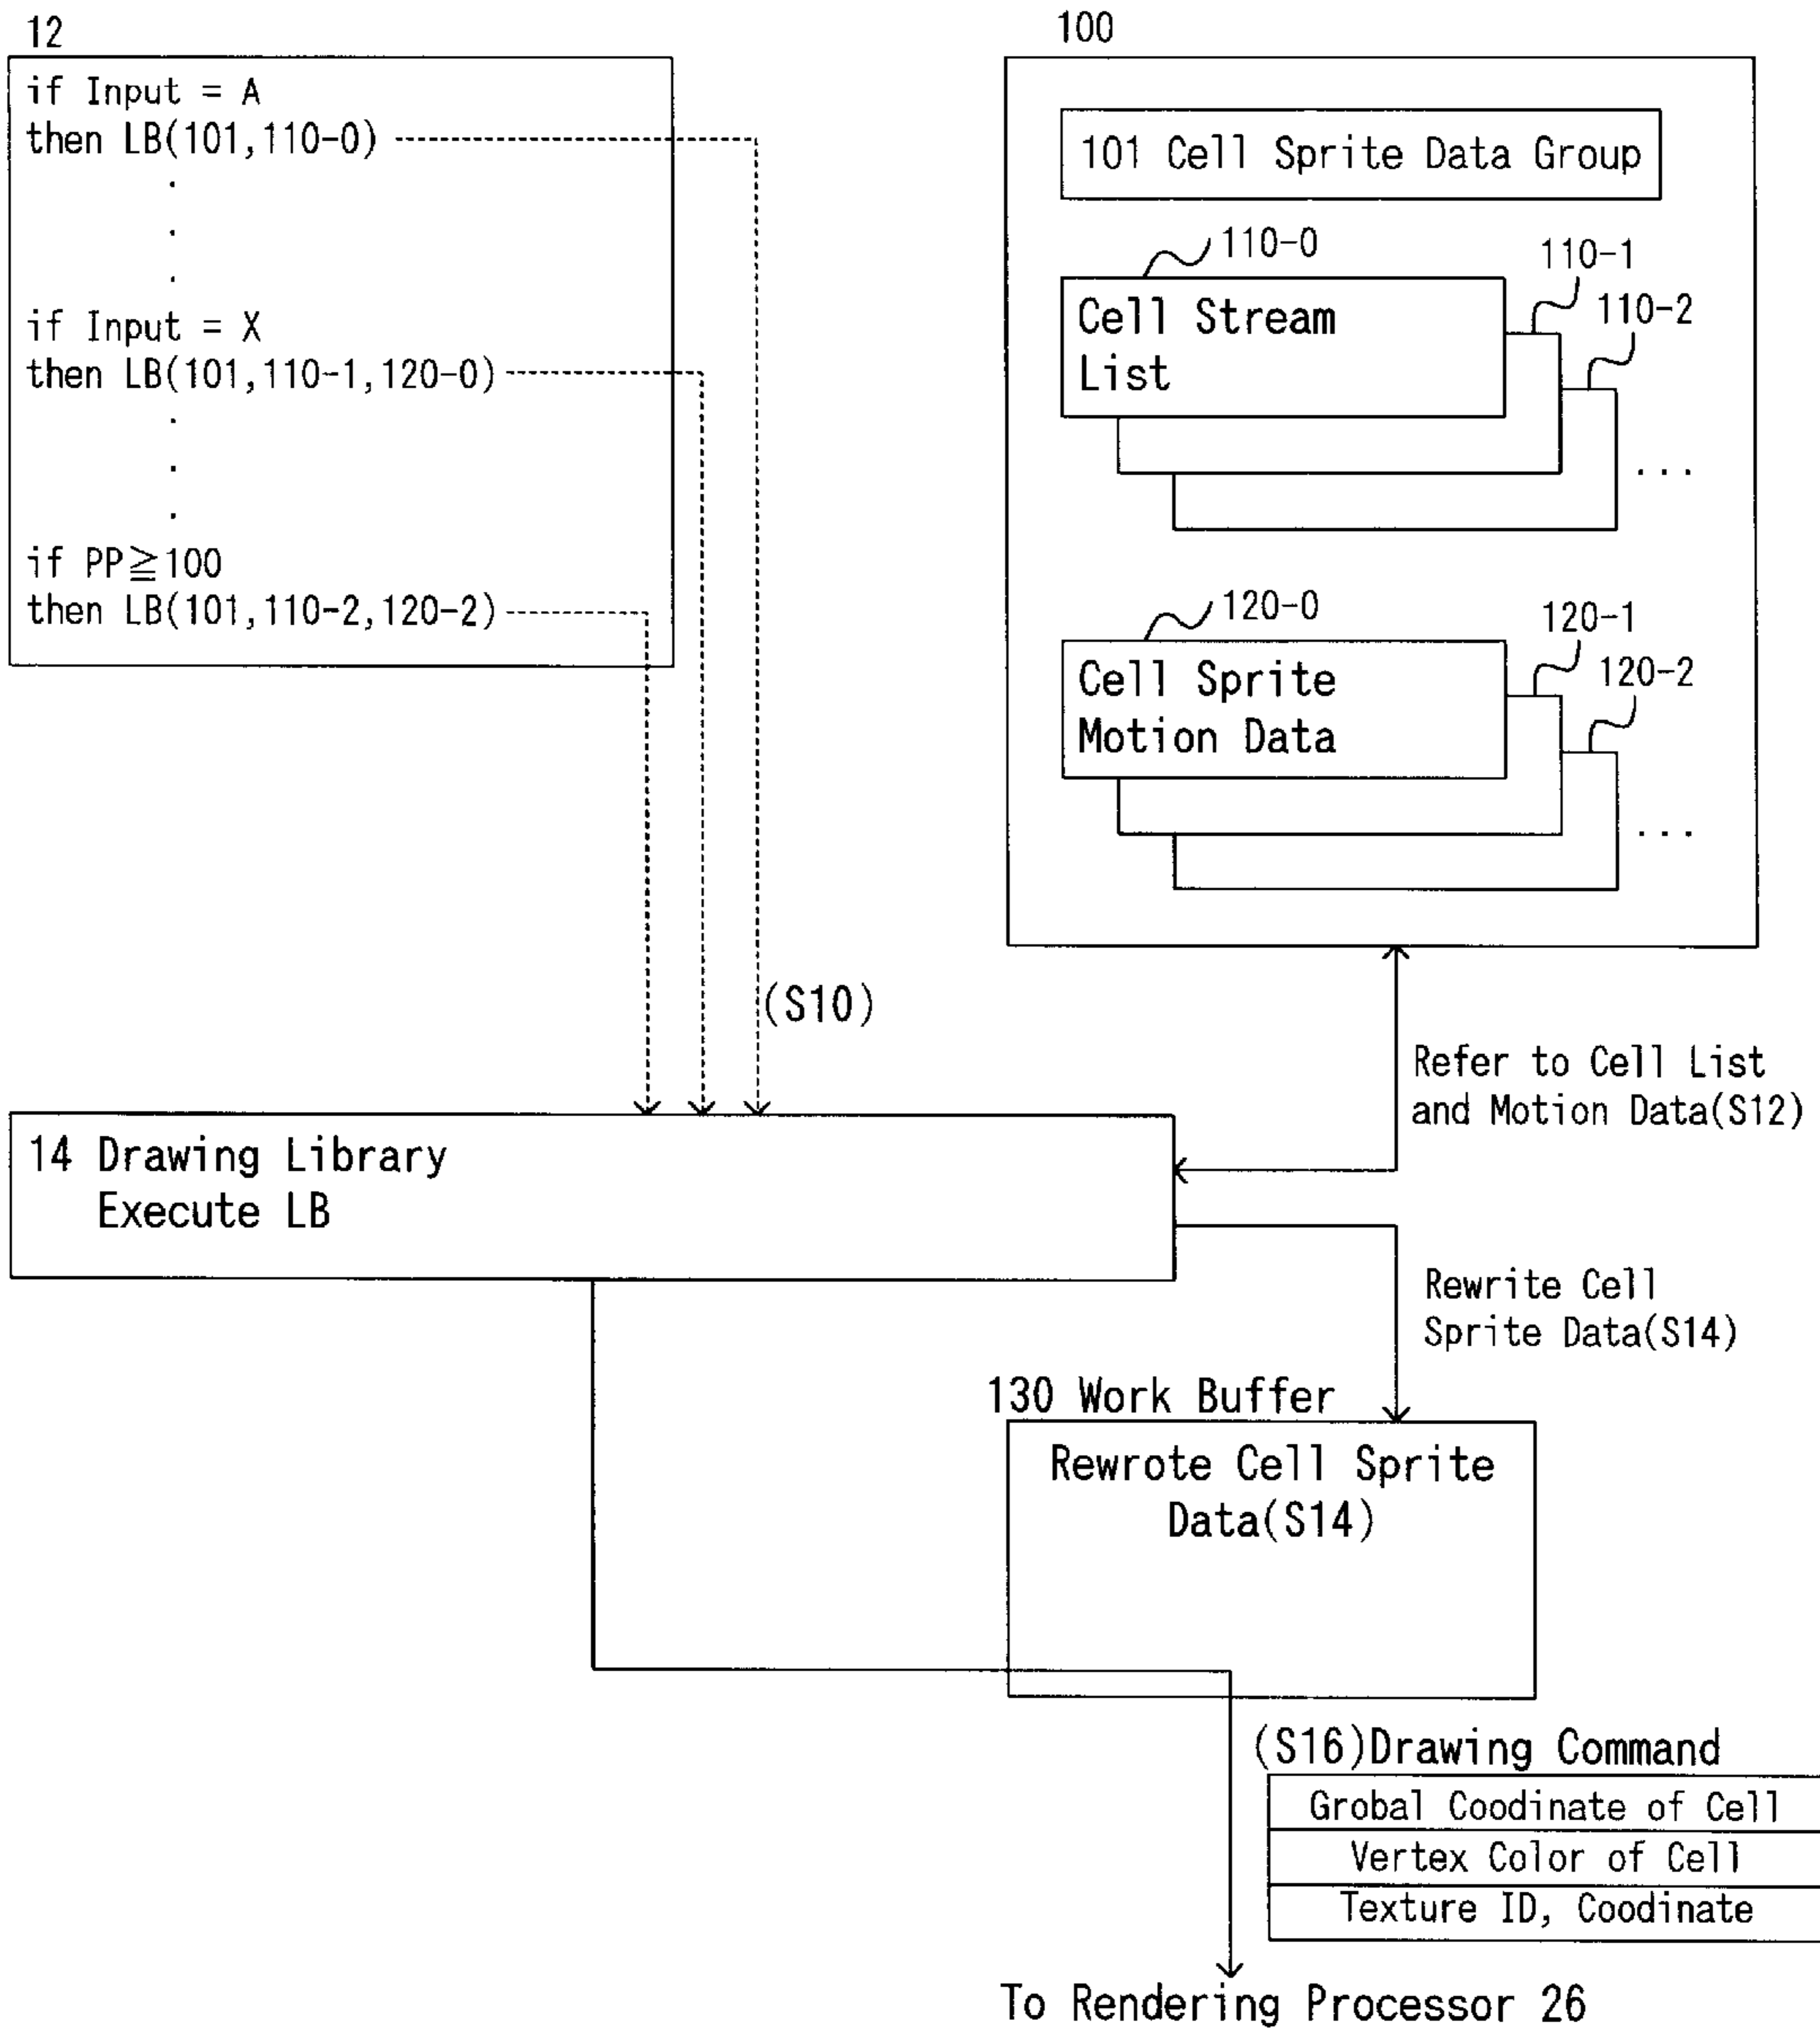 12
if Input = A
then LB(101,110-0)
.
.
.
if Input = X
then LB(101,110-1,120-0)
.
.
.
if PP≧100
then LB(101,110-2,120-2)
100
101 Cell Sprite Data Group
110-0
110-1
110-2
Cell Stream
List
...
120-0
120-1
120-2
Cell Sprite
Motion Data
...
(S10)
Refer to Cell List
and Motion Data(S12)
14 Drawing Library
Execute LB
Rewrite Cell
Sprite Data(S14)
130 Work Buffer
Rewrote Cell Sprite
Data(S14)
(S16)Drawing Command
Grobal Coodinate of Cell
Vertex Color of Cell
Texture ID, Coodinate
To Rendering Processor 26